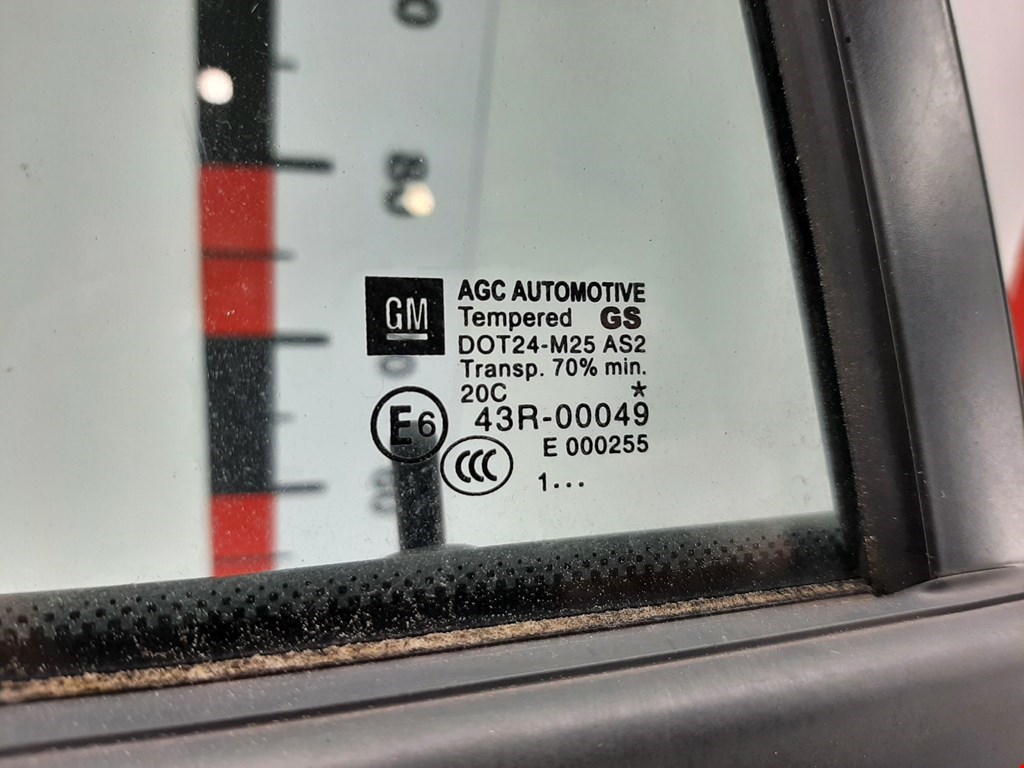 GM
AGC AUTOMOTIVE
Tempered GS
DOT24-M25 AS2
Transp. 70% min.
20C *
E6
43R-00049
E 000255
CCC
1...